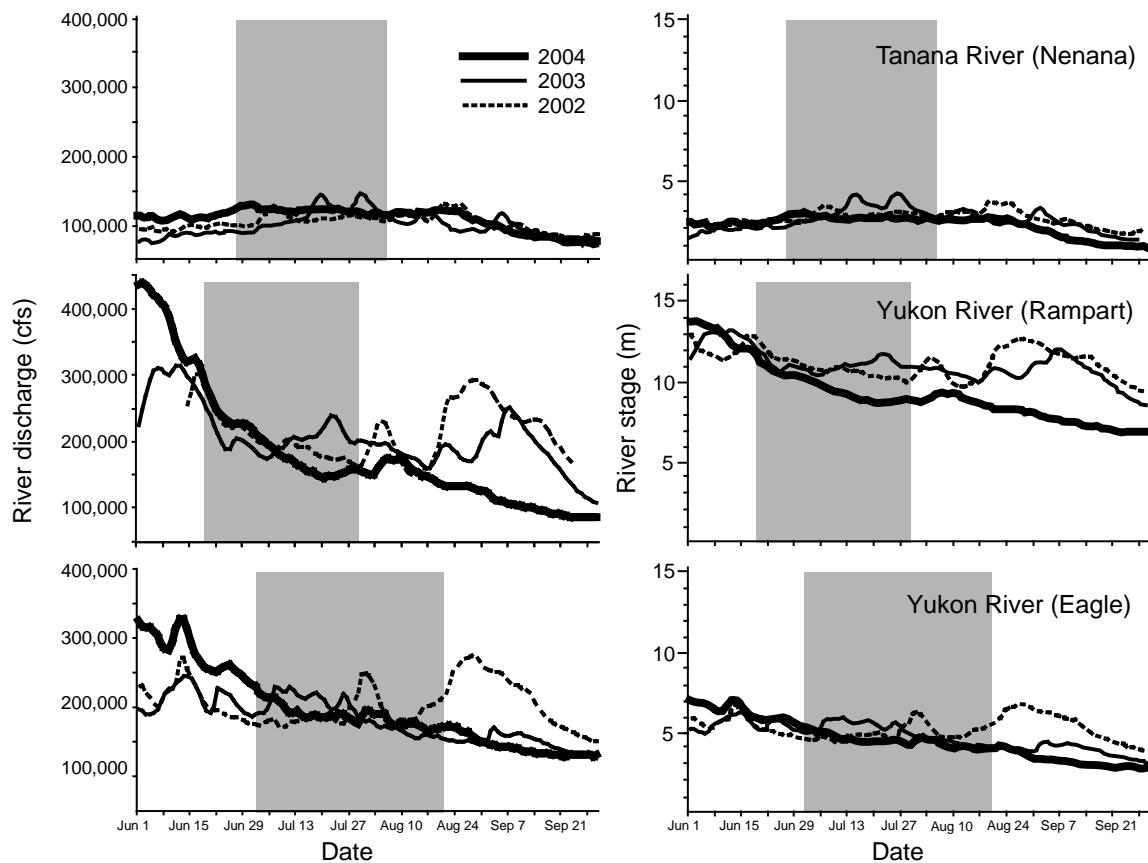 400,000
300,000
200,000
150,000
100,000
2004
2003
2002
15
10
5
Tanana River (Nenana)
River discharge (cfs)
400,000
300,000
200,000
100,000
River stage (m)
15
10
5
Yukon River (Rampart)
400,000
300,000
250,000
200,000
100,000
Jun 1 Jun 15 Jun 29 Jul 13 Jul 27 Aug 10 Aug 24 Sep 7 Sep 21
Date
15
10
5
Yukon River (Eagle)
Jun 1 Jun 15 Jun 29 Jul 13 Jul 27 Aug 10 Aug 24 Sep 7 Sep 21
Date